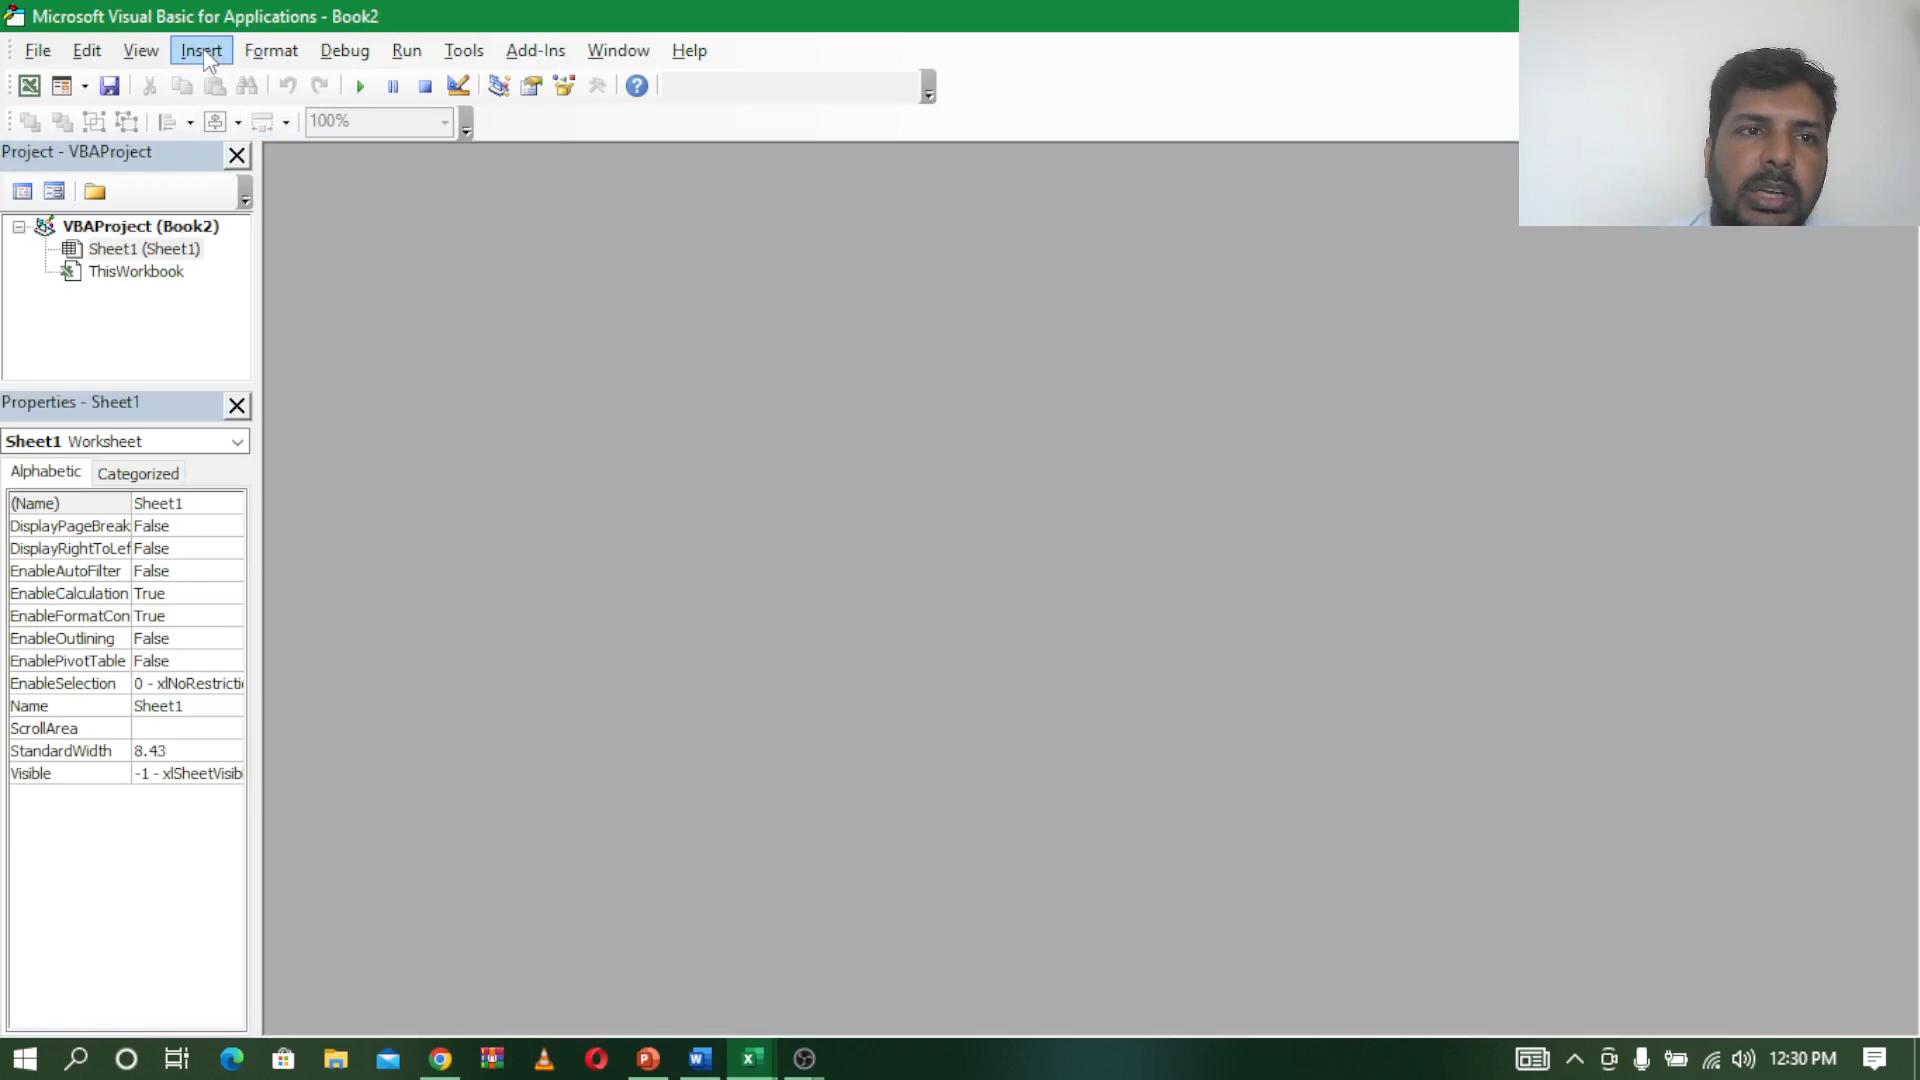 Microsoft Visual Basic for Applications - Book2
File Edit View Insert Format Debug Run Tools Add-Ins Window Help
100%
Project - VBAProject
VBAProject (Book2)
Sheet1 (Sheet1)
ThisWorkbook
Properties - Sheet1
Sheet1 Worksheet
Alphabetic Categorized
(Name) Sheet1
DisplayPageBreak False
DisplayRightToLef False
EnableAutoFilter False
EnableCalculation True
EnableFormatCon True
EnableOutlining False
EnablePivotTable False
EnableSelection 0 - xlNoRestricti
Name Sheet1
ScrollArea
StandardWidth 8.43
Visible -1 - xlSheetVisib
12:30 PM